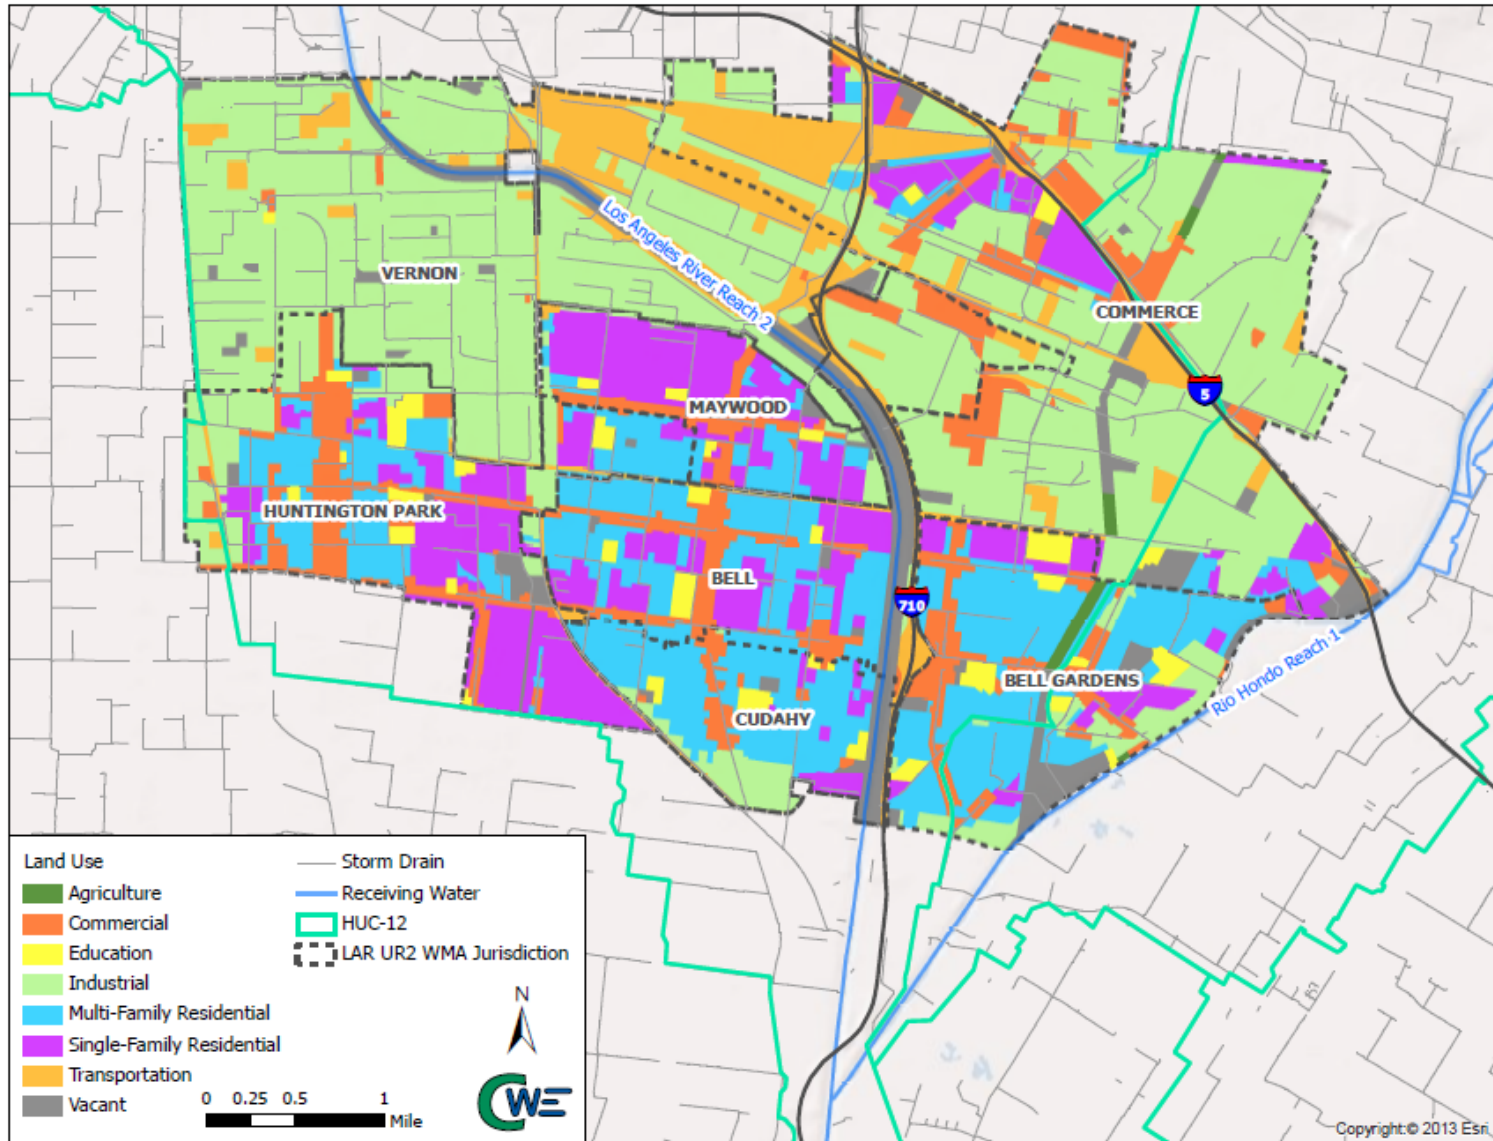 VERNON
Los Angeles River Reach 2
COMMERCE
5
MAYWOOD
HUNTINGTON PARK
BELL
710
BELL GARDENS
Rio Hondo Reach 1
CUDAHY
Land Use
Agriculture
Commercial
Education
Industrial
Multi-Family Residential
Single-Family Residential
Transportation
Vacant
Storm Drain
Receiving Water
HUC-12
LAR UR2 WMA Jurisdiction
N
0 0.25 0.5 1
Mile
CWE
Copyright:© 2013 Esri